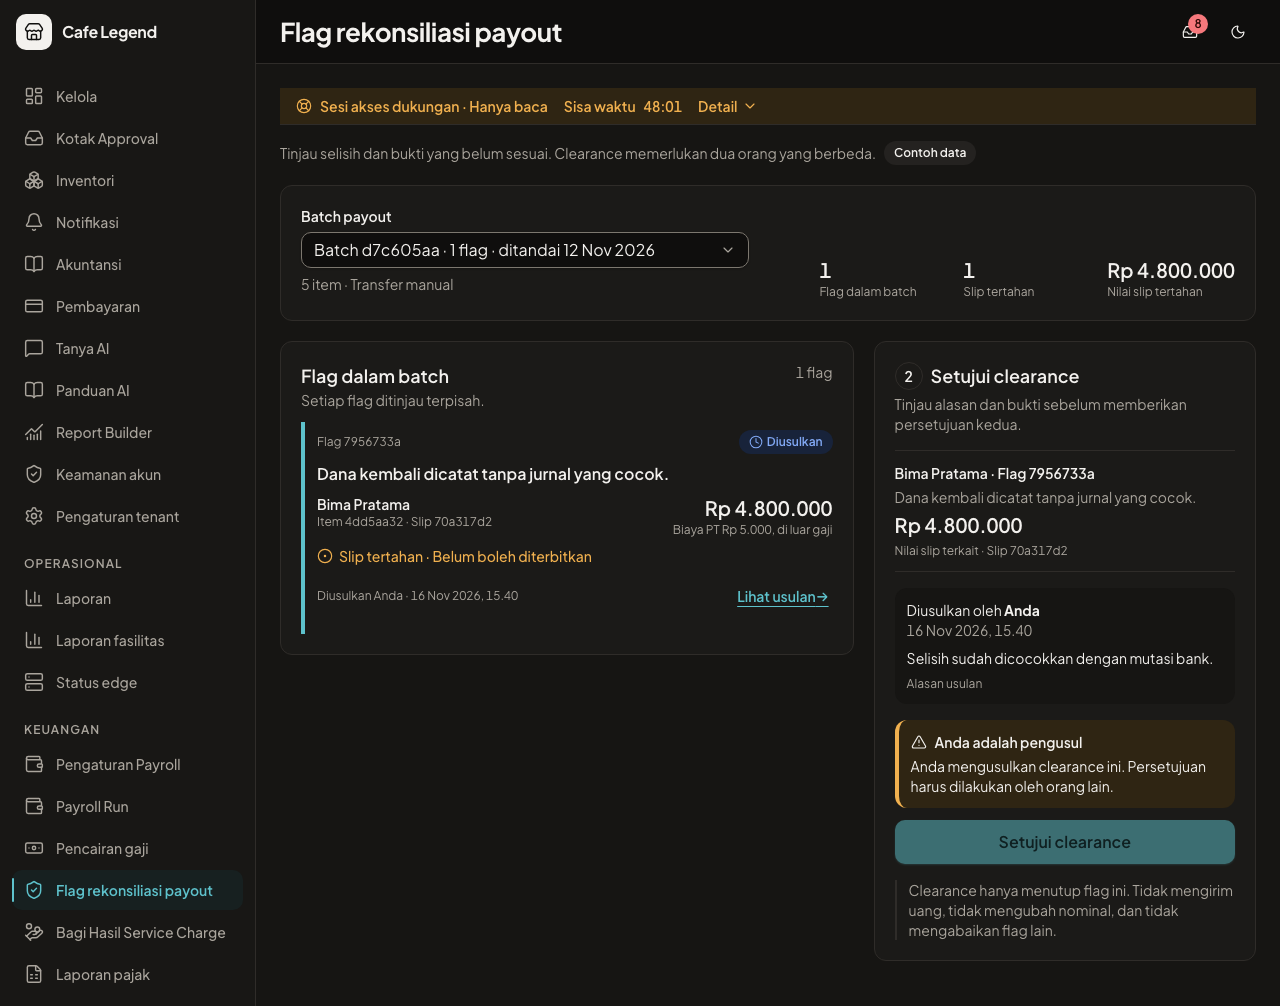 Cafe Legend
Kelola
Kotak Approval
Inventori
Notifikasi
Akuntansi
Pembayaran
Tanya AI
Panduan AI
Report Builder
Keamanan akun
Pengaturan tenant
OPERASIONAL
Laporan
Laporan fasilitas
Status edge
KEUANGAN
Pengaturan Payroll
Payroll Run
Pencairan gaji
Flag rekonsiliasi payout
Bagi Hasil Service Charge
Laporan pajak
Flag rekonsiliasi payout
8
Sesi akses dukungan · Hanya baca Sisa waktu 48:01 Detail
Tinjau selisih dan bukti yang belum sesuai. Clearance memerlukan dua orang yang berbeda. Contoh data
Batch payout
Batch d7c605aa · 1 flag · ditandai 12 Nov 2026
5 item · Transfer manual
1
Flag dalam batch
1
Slip tertahan
Rp 4.800.000
Nilai slip tertahan
Flag dalam batch
1 flag
Setiap flag ditinjau terpisah.
Flag 7956733a
Diusulkan
Dana kembali dicatat tanpa jurnal yang cocok.
Bima Pratama
Item 4dd5aa32 · Slip 70a317d2
Rp 4.800.000
Biaya PT Rp 5.000, di luar gaji
Slip tertahan · Belum boleh diterbitkan
Diusulkan Anda · 16 Nov 2026, 15.40
Lihat usulan→
2 Setujui clearance
Tinjau alasan dan bukti sebelum memberikan
persetujuan kedua.
Bima Pratama · Flag 7956733a
Dana kembali dicatat tanpa jurnal yang cocok.
Rp 4.800.000
Nilai slip terkait · Slip 70a317d2
Diusulkan oleh Anda
16 Nov 2026, 15.40
Selisih sudah dicocokkan dengan mutasi bank.
Alasan usulan
Anda adalah pengusul
Anda mengusulkan clearance ini. Persetujuan
harus dilakukan oleh orang lain.
Setujui clearance
Clearance hanya menutup flag ini. Tidak mengirim
uang, tidak mengubah nominal, dan tidak
mengabaikan flag lain.